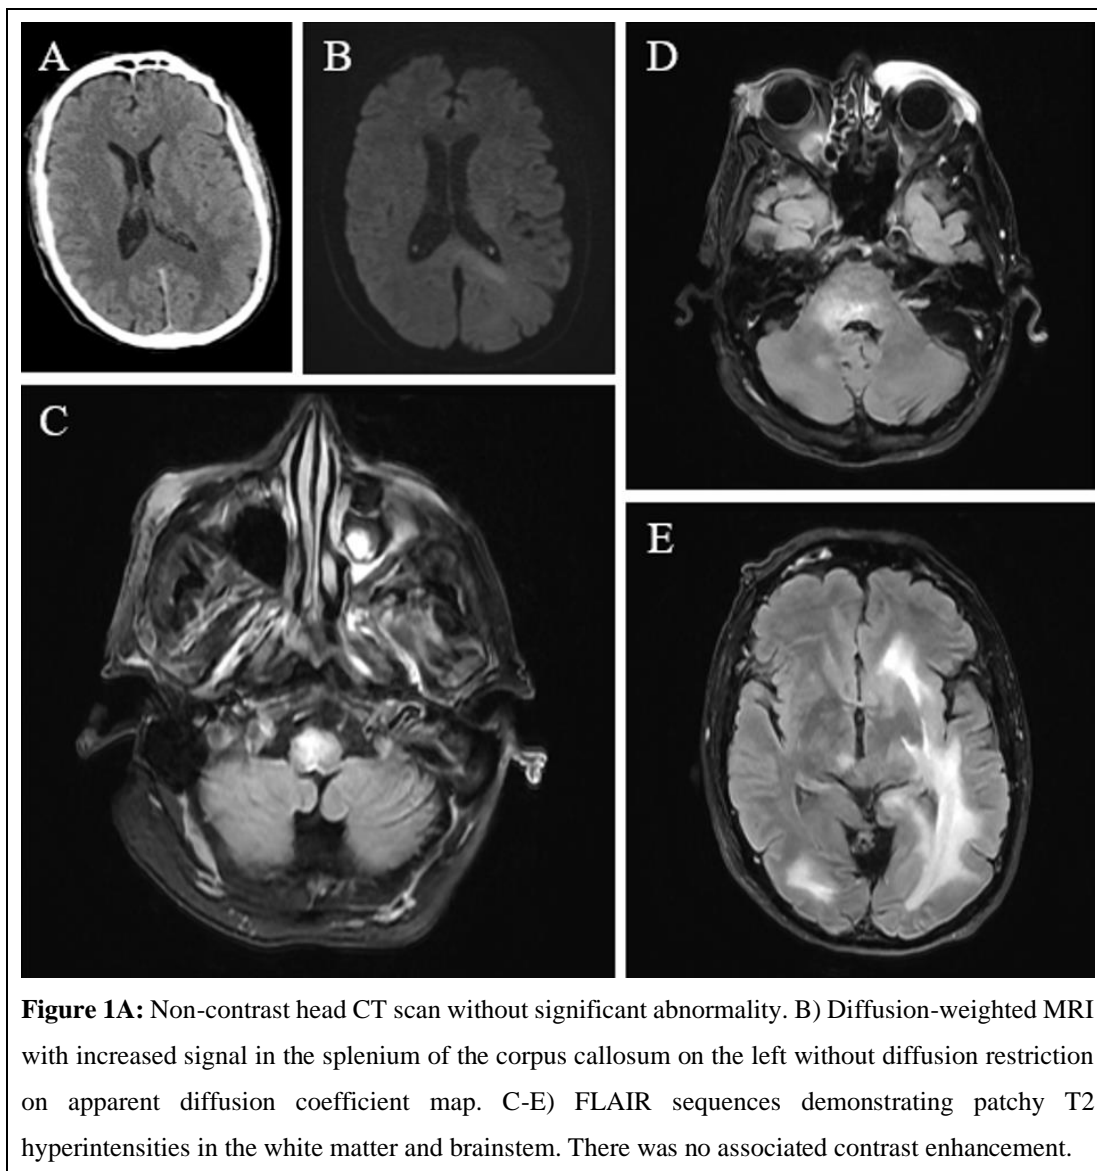 A
B
D
C
E
Figure 1A: Non-contrast head CT scan without significant abnormality. B) Diffusion-weighted MRI
with increased signal in the splenium of the corpus callosum on the left without diffusion restriction
on apparent diffusion coefficient map. C-E) FLAIR sequences demonstrating patchy T2
hyperintensities in the white matter and brainstem. There was no associated contrast enhancement.